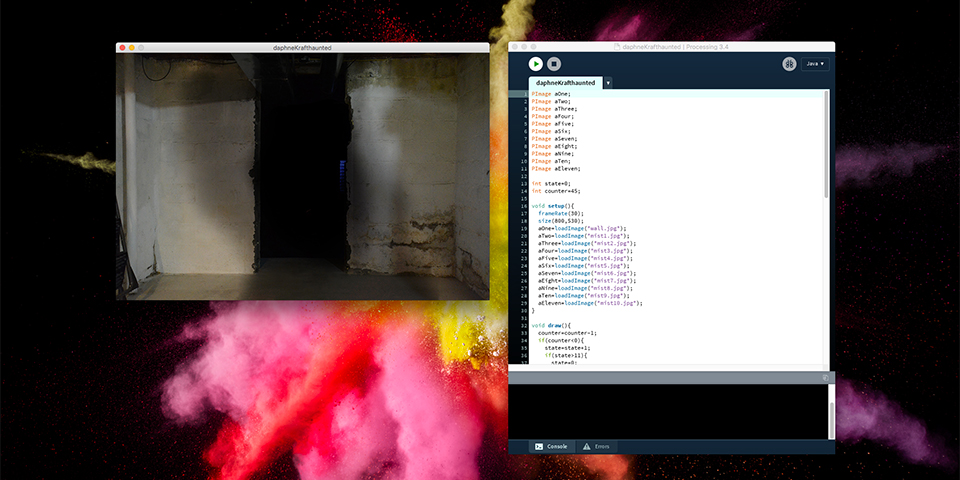 daphneKrafthaunted
daphneKrafthaunted | Processing 3.4
Java ▾
daphneKrafthaunted ▾
1 PImage aOne;
2 PImage aTwo;
3 PImage aThree;
4 PImage aFour;
5 PImage aFive;
6 PImage aSix;
7 PImage aSeven;
8 PImage aEight;
9 PImage aNine;
10 PImage aTen;
11 PImage aEleven;
12
13 int state=0;
14 int counter=45;
15
16 void setup(){
17 frameRate(30);
18 size(800,530);
19 aOne=loadImage("wall.jpg");
20 aTwo=loadImage("mist1.jpg");
21 aThree=loadImage("mist2.jpg");
22 aFour=loadImage("mist3.jpg");
23 aFive=loadImage("mist4.jpg");
24 aSix=loadImage("mist5.jpg");
25 aSeven=loadImage("mist6.jpg");
26 aEight=loadImage("mist7.jpg");
27 aNine=loadImage("mist8.jpg");
28 aTen=loadImage("mist9.jpg");
29 aEleven=loadImage("mist10.jpg");
30 }
31
32 void draw(){
33 counter=counter-1;
34 if(counter<0){
35 state=state+1;
36 if(state>11){
37 state=0;
Console
Errors